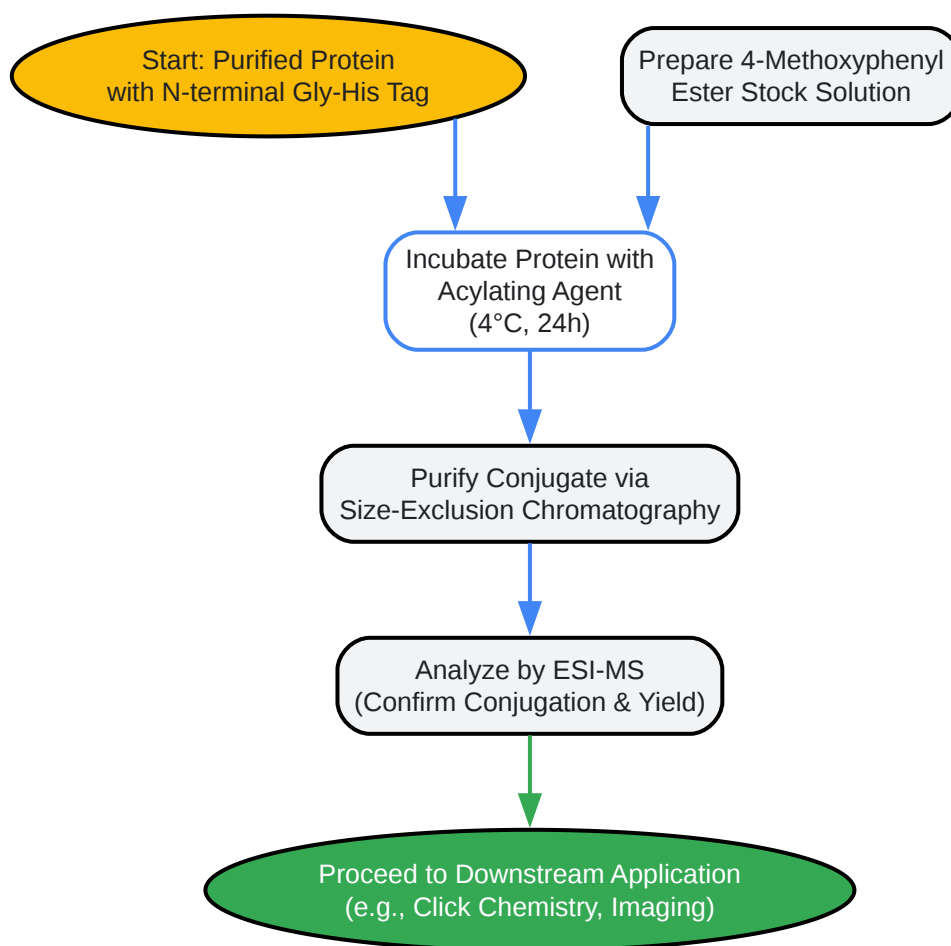 Start: Purified Protein
with N-terminal Gly-His Tag
Prepare 4-Methoxyphenyl
Ester Stock Solution
Incubate Protein with
Acylating Agent
(4°C, 24h)
Purify Conjugate via
Size-Exclusion Chromatography
Analyze by ESI-MS
(Confirm Conjugation & Yield)
Proceed to Downstream Application
(e.g., Click Chemistry, Imaging)